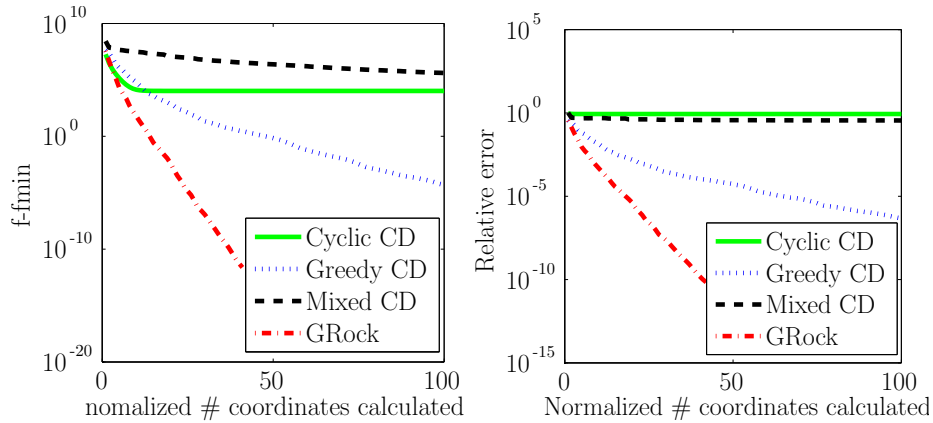 10^10
10^0
10^-10
10^-20
f-fmin
Cyclic CD
Greedy CD
Mixed CD
GRock
0
50
100
nomalized # coordinates calculated
10^5
10^0
10^-5
10^-10
10^-15
Relative error
Cyclic CD
Greedy CD
Mixed CD
GRock
0
50
100
Normalized # coordinates calculated